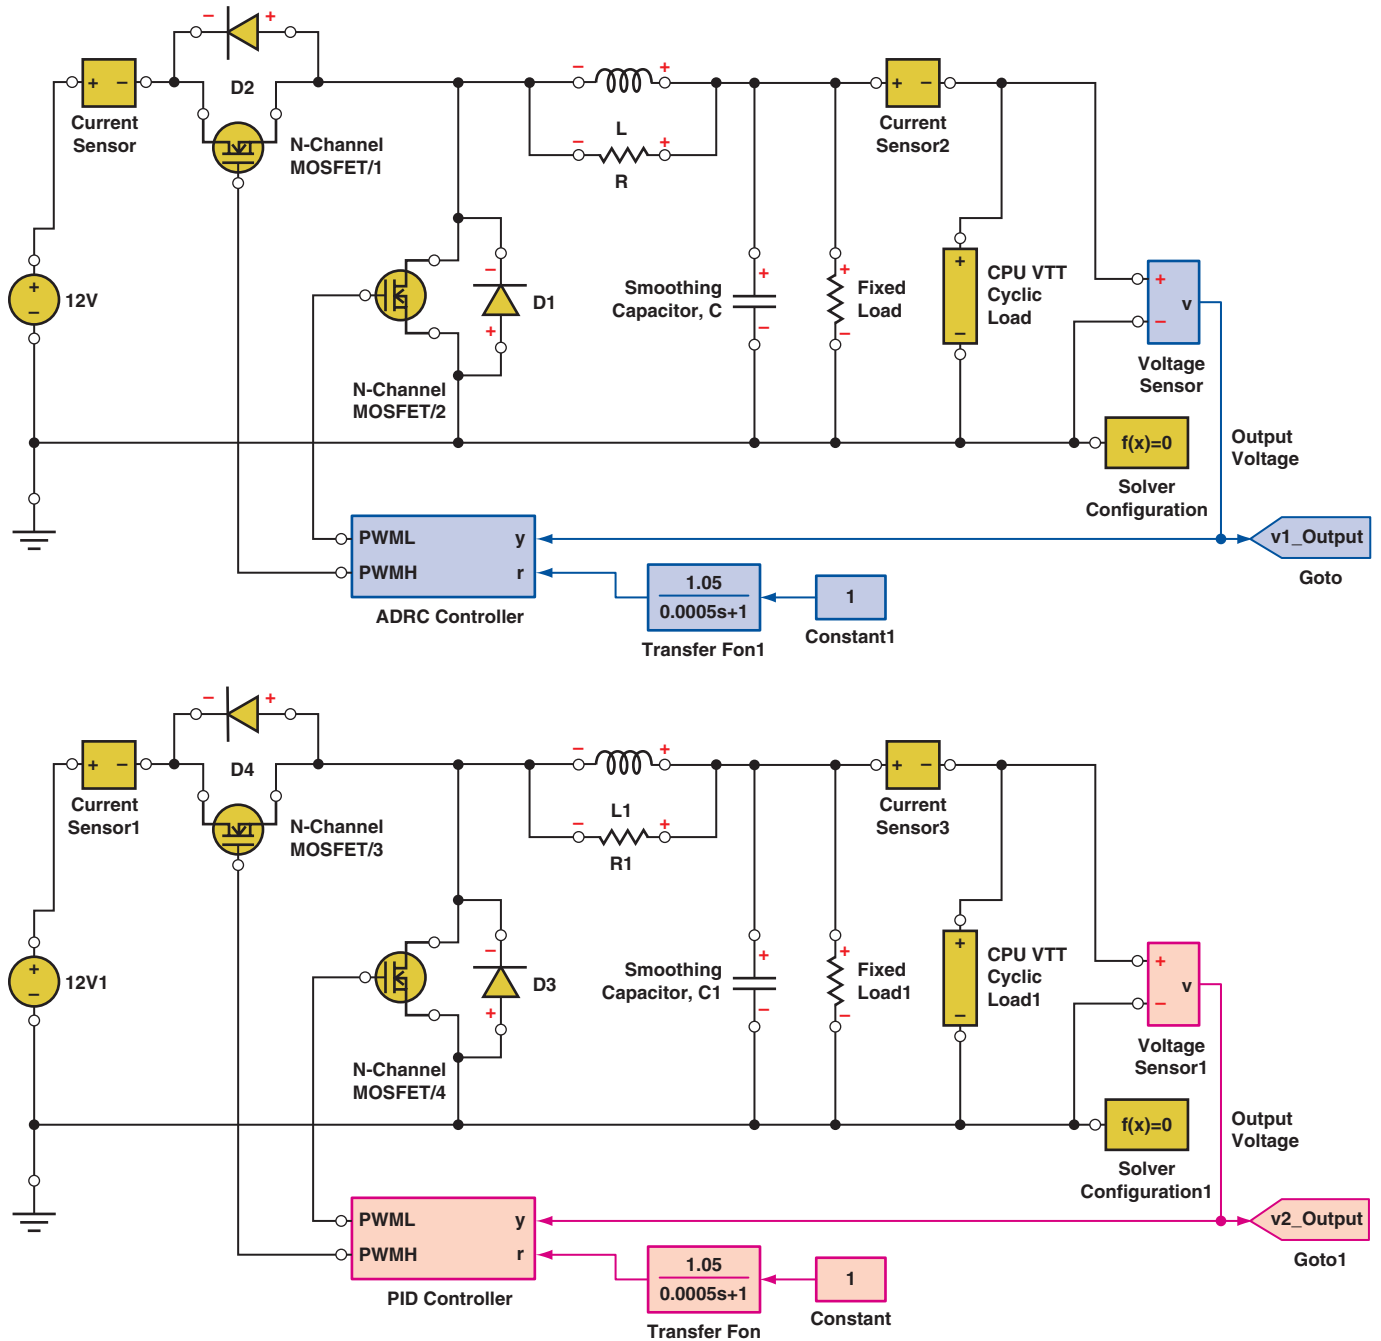 − +
D2
+ −
Current
Sensor
N-Channel
MOSFET/1
− +
L
− +
R
+ −
Current
Sensor2
+
−
12V
N-Channel
MOSFET/2
−
+
D1
Smoothing
Capacitor, C
+
−
Fixed
Load
+
−
+
−
CPU VTT
Cyclic
Load
+
−
v
Voltage
Sensor
f(x)=0
Solver
Configuration
Output
Voltage
PWML y
PWMH r
ADRC Controller
1.05
0.0005s+1
Transfer Fon1
1
Constant1
v1_Output
Goto
− +
D4
+ −
Current
Sensor1
N-Channel
MOSFET/3
− +
L1
− +
R1
+ −
Current
Sensor3
+
−
12V1
N-Channel
MOSFET/4
−
+
D3
Smoothing
Capacitor, C1
+
−
Fixed
Load1
+
−
+
−
CPU VTT
Cyclic
Load1
+
−
v
Voltage
Sensor1
f(x)=0
Solver
Configuration1
Output
Voltage
PWML y
PWMH r
PID Controller
1.05
0.0005s+1
Transfer Fon
1
Constant
v2_Output
Goto1